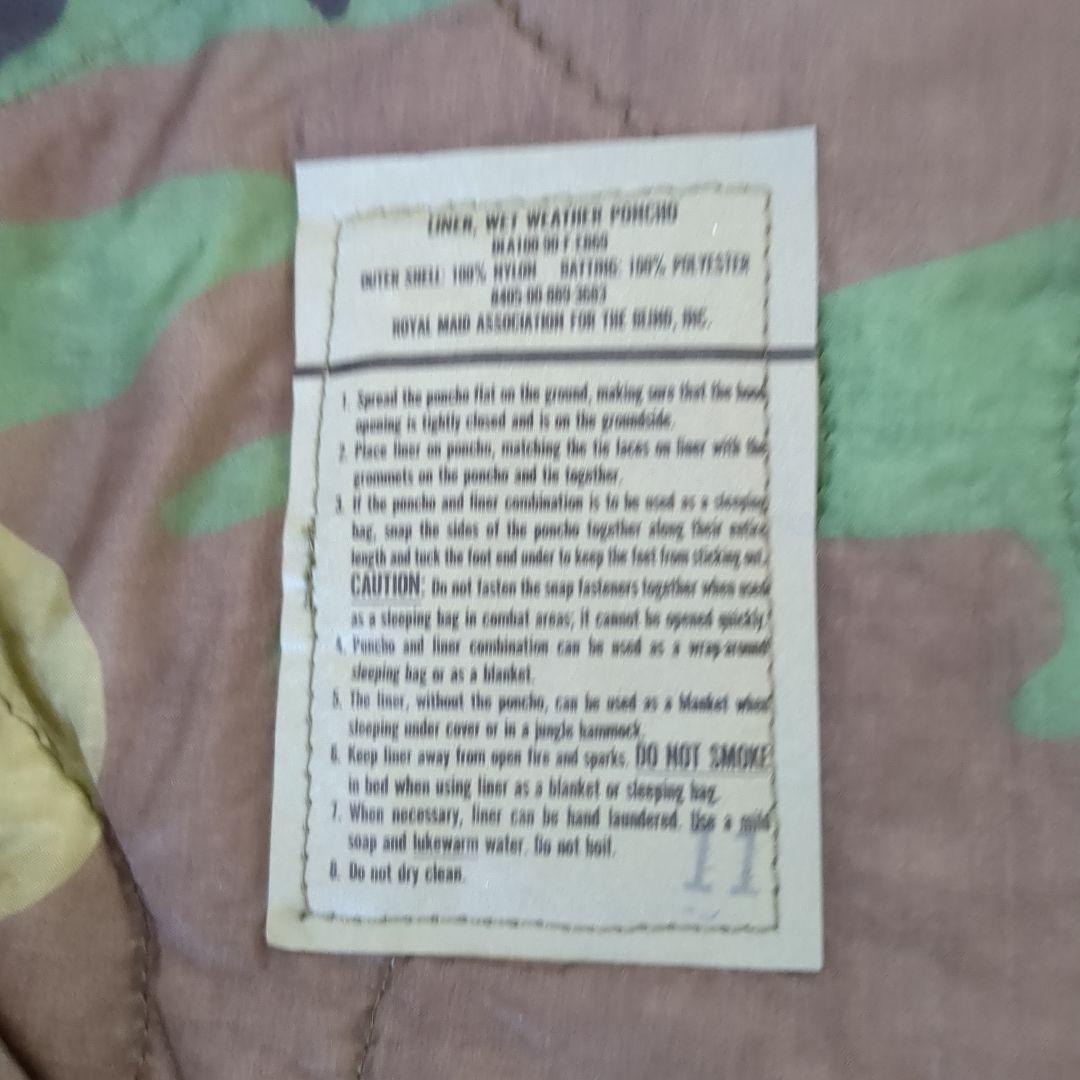 LINER, WET WEATHER PONCHO
OUTER SHELL: 100% NYLON BATTING: 100% POLYESTER
ROYAL MAID ASSOCIATION FOR THE BLIND, INC.
1. Spread the poncho flat on the ground, making sure that the hood
opening is tightly closed and is on the groundside.
2. Place liner on poncho, matching the tie laces on liner with the
grommets on the poncho and tie together.
3. If the poncho and liner combination is to be used as a sleeping
bag, snap the sides of the poncho together along their entire
length and tuck the foot end under to keep the feet from sticking out.
CAUTION: Do not fasten the snap fasteners together when used
as a sleeping bag in combat areas; it cannot be opened quickly.
4. Poncho and liner combination can be used as a wrap-around
sleeping bag or as a blanket.
5. The liner, without the poncho, can be used as a blanket when
sleeping under cover or in a jungle hammock.
6. Keep liner away from open fire and sparks. DO NOT SMOKE
in bed when using liner as a blanket or sleeping bag.
7. When necessary, liner can be hand laundered. Use a mild
soap and lukewarm water. Do not boil.
8. Do not dry clean.
11